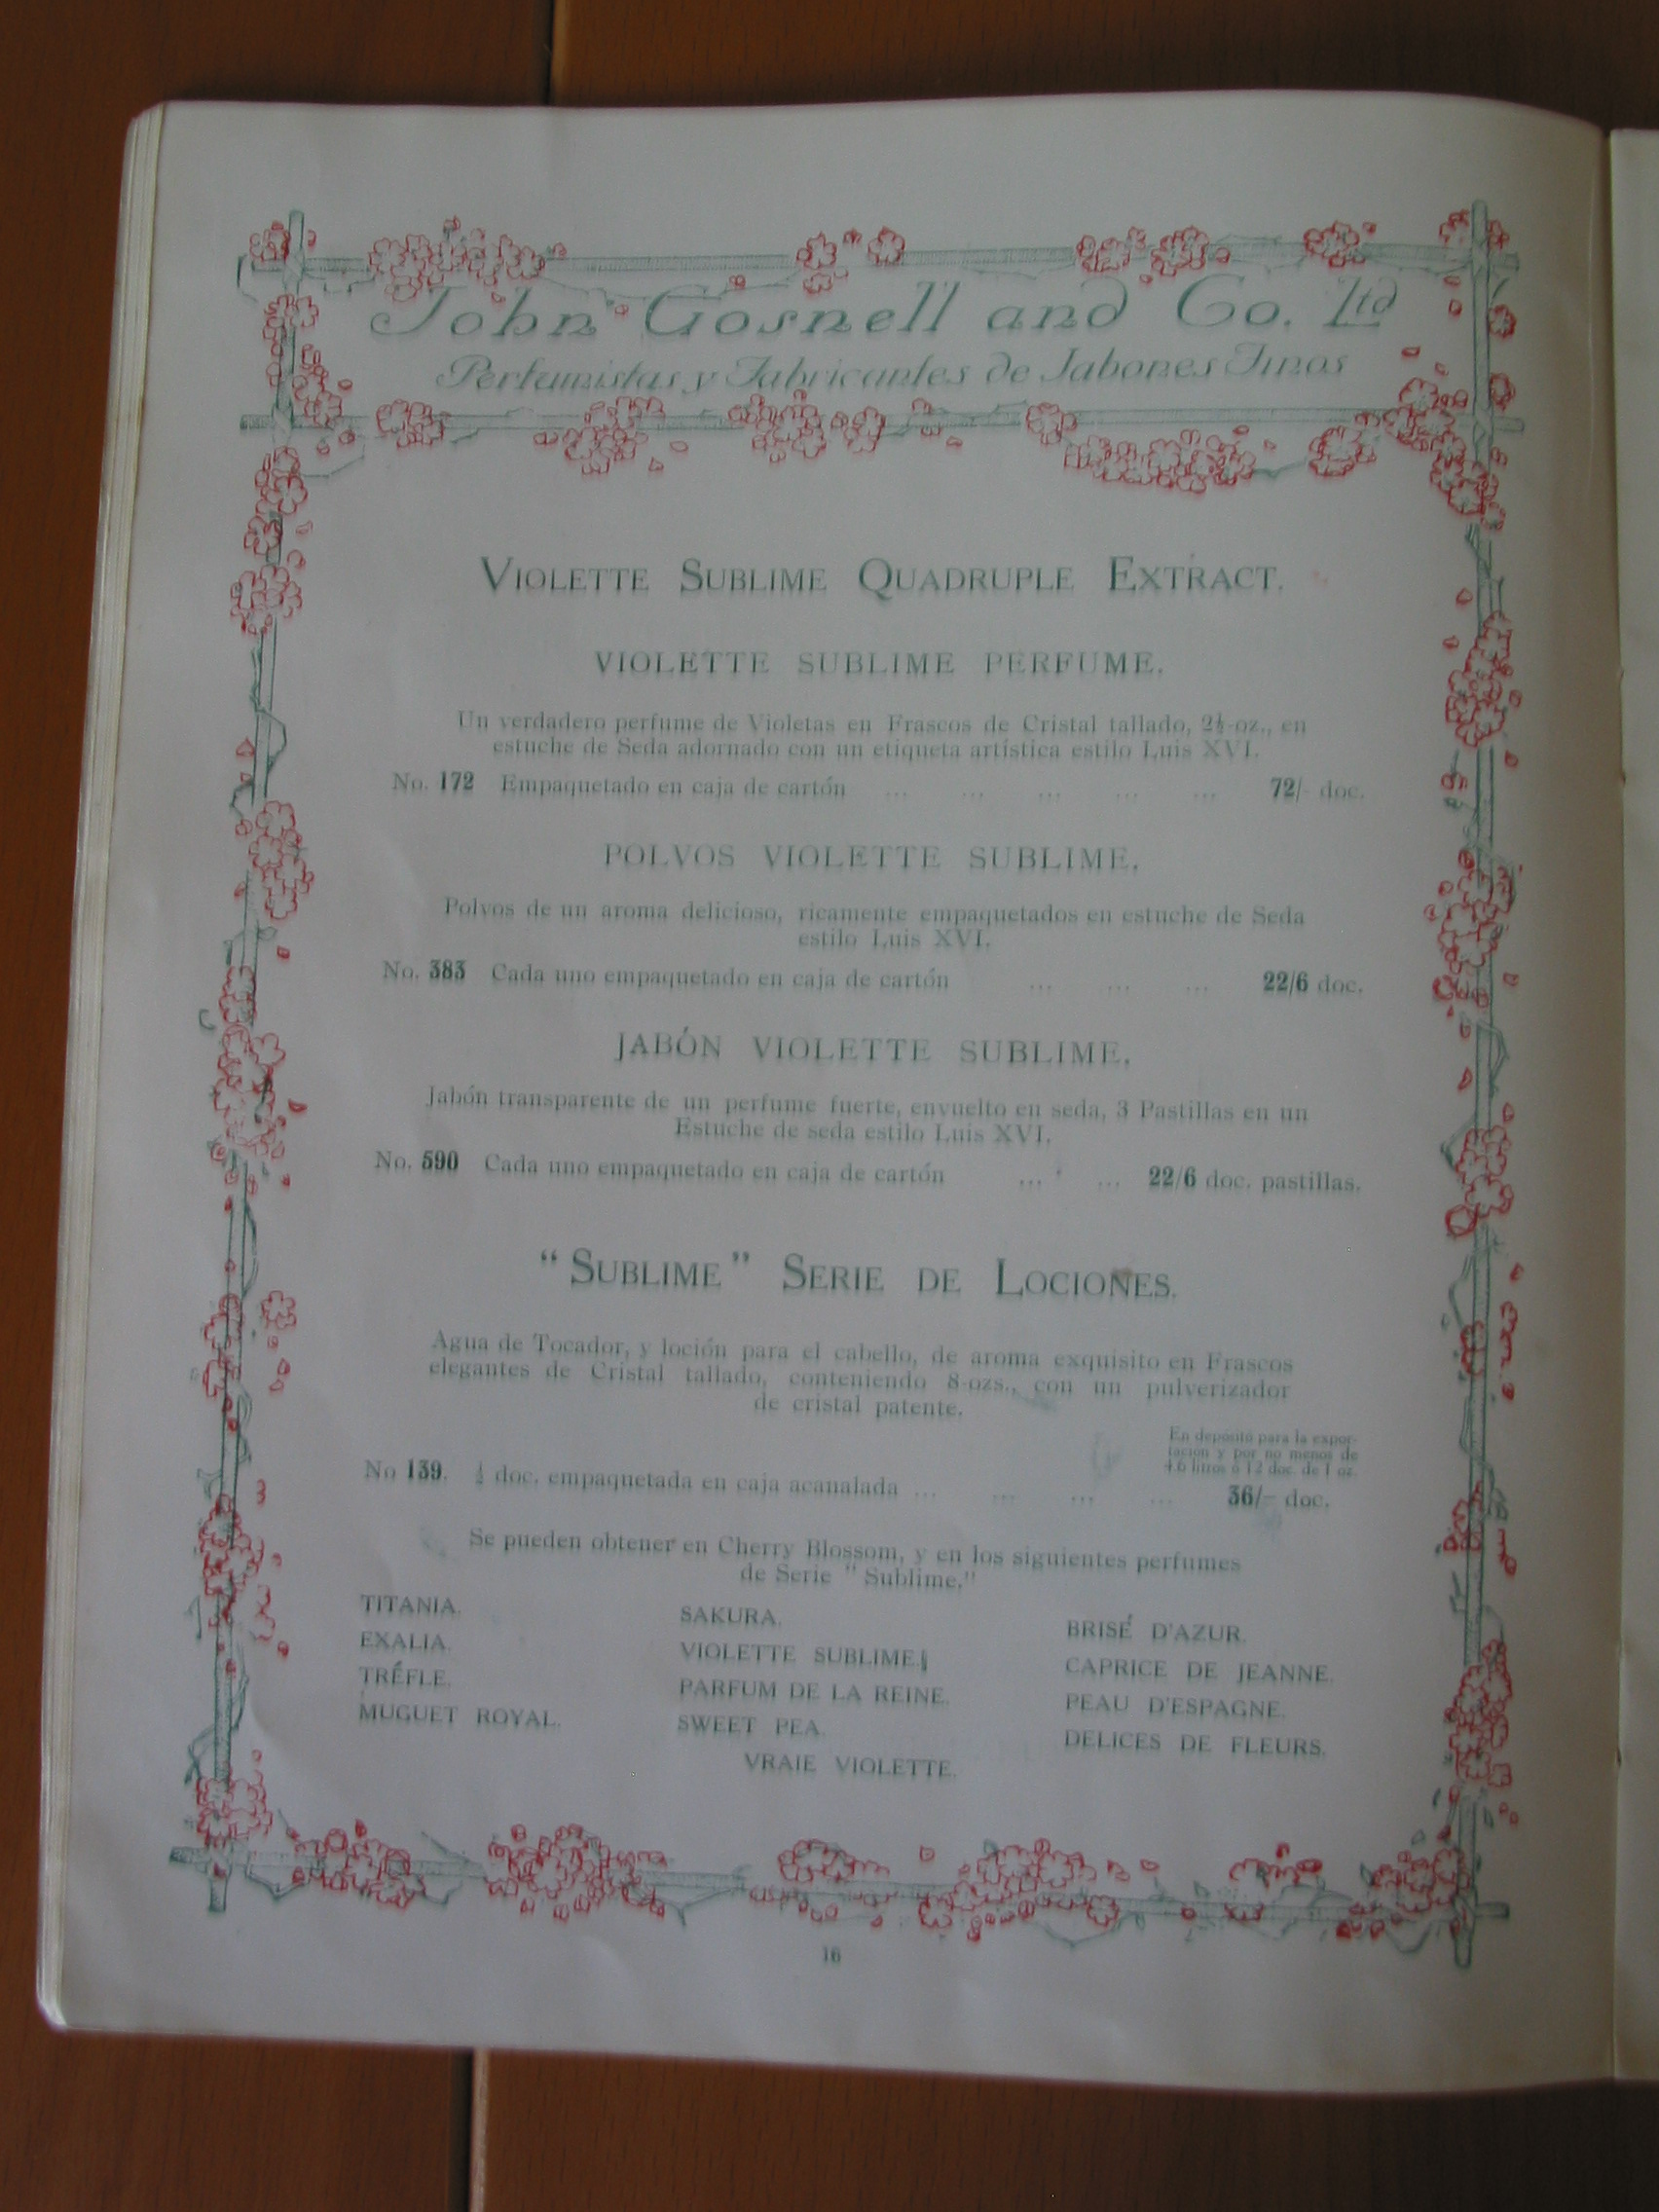 John Gosnell and Co. Ltd
Perfumistas y Fabricantes de Jabones Finos
VIOLETTE SUBLIME QUADRUPLE EXTRACT.
VIOLETTE SUBLIME PERFUME.
Un verdadero perfume de Violetas en Frascos de Cristal tallado, 2½-oz., en
estuche de Seda adornado con un etiqueta artística estilo Luis XVI.
No. 172 Empaquetado en caja de cartón ... ... ... ... ... 72/- doc.
POLVOS VIOLETTE SUBLIME.
Polvos de un aroma delicioso, ricamente empaquetados en estuche de Seda
estilo Luis XVI.
No. 383 Cada uno empaquetado en caja de cartón ... ... ... 22/6 doc.
JABÓN VIOLETTE SUBLIME.
Jabón transparente de un perfume fuerte, envuelto en seda, 3 Pastillas en un
Estuche de seda estilo Luis XVI.
No. 590 Cada uno empaquetado en caja de cartón ... ... 22/6 doc. pastillas.
"SUBLIME" SERIE DE LOCIONES.
Agua de Tocador, y loción para el cabello, de aroma exquisito en Frascos
elegantes de Cristal tallado, conteniendo 8-ozs., con un pulverizador
de cristal patente.
En depósito para la expor-
tación y por no menos de
4.6 litros ó 12 doc. de 1 oz.
No 139. ½ doc. empaquetada en caja acanalada ... ... ... ... 36/- doc.
Se pueden obtener en Cherry Blossom, y en los siguientes perfumes
de Serie "Sublime."
TITANIA. SAKURA. BRISÉ D'AZUR.
EXALIA. VIOLETTE SUBLIME. CAPRICE DE JEANNE.
TRÉFLE. PARFUM DE LA REINE. PEAU D'ESPAGNE.
MUGUET ROYAL. SWEET PEA. DELICES DE FLEURS.
VRAIE VIOLETTE.
16